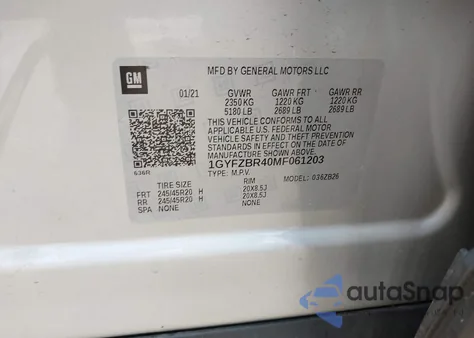 GM
MFD BY GENERAL MOTORS LLC
01/21 GVWR GAWR FRT GAWR RR
2350 KG 1220 KG 1220 KG
5180 LB 2689 LB 2689 LB
THIS VEHICLE CONFORMS TO ALL
APPLICABLE U.S. FEDERAL MOTOR
VEHICLE SAFETY AND THEFT PREVENTION
STANDARDS IN EFFECT ON THE DATE OF
MANUFACTURE SHOWN ABOVE.
1GYFZBR40MF061203
636R TYPE: M.P.V. MODEL: 036ZB26
TIRE SIZE RIM
FRT 245/45R20 H 20X8.5J
RR 245/45R20 H 20X8.5J
SPA NONE NONE
autoSnap